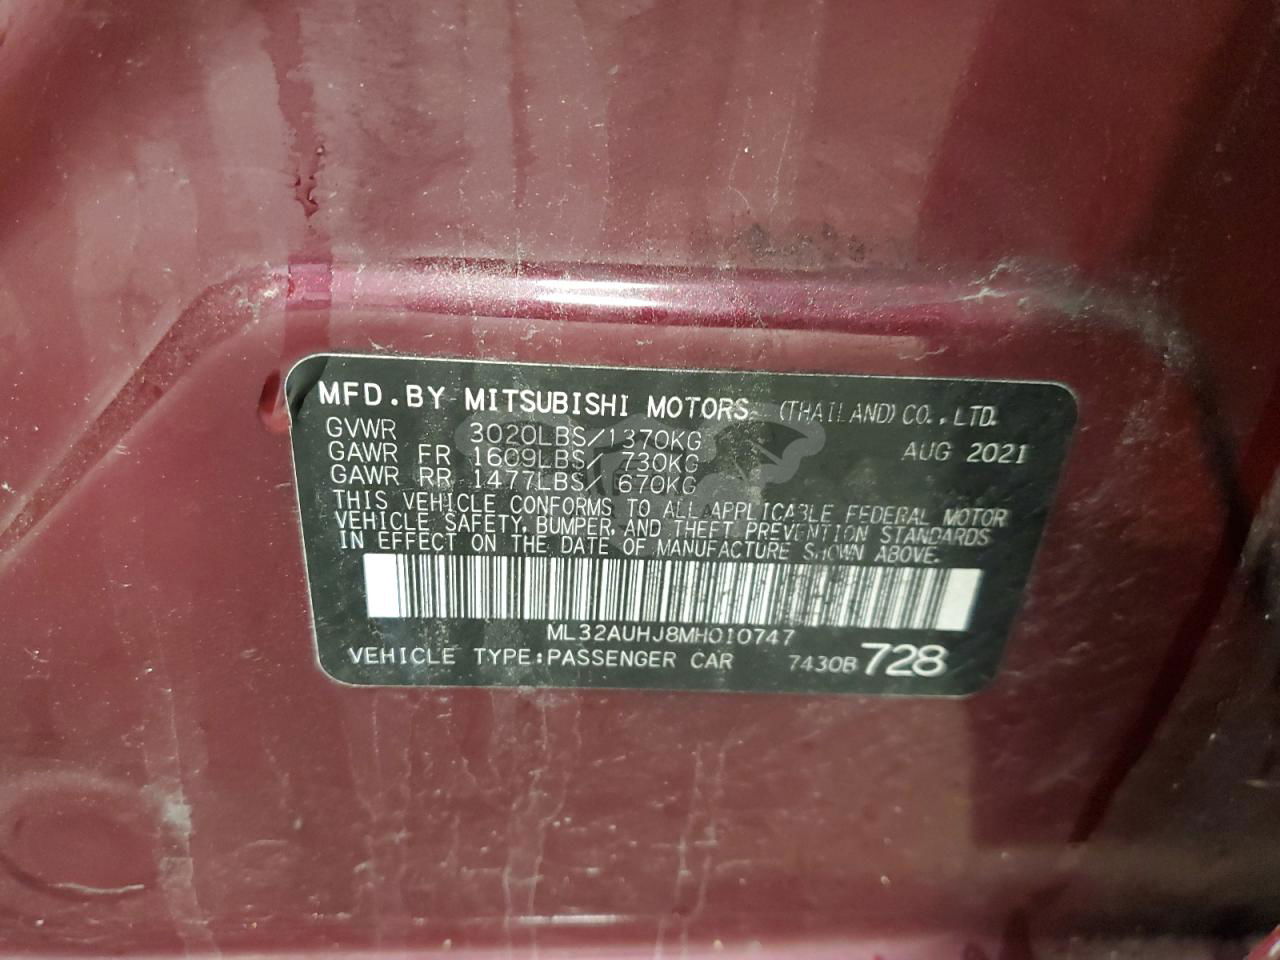 MFD.BY MITSUBISHI MOTORS (THAILAND) CO., LTD.
GVWR 3020LBS/1370KG AUG 2021
GAWR FR 1609LBS/ 730KG
GAWR RR 1477LBS/ 670KG
THIS VEHICLE CONFORMS TO ALL APPLICABLE FEDERAL MOTOR
VEHICLE SAFETY, BUMPER, AND THEFT PREVENTION STANDARDS
IN EFFECT ON THE DATE OF MANUFACTURE SHOWN ABOVE.
ML32AUHJ8MH010747
VEHICLE TYPE:PASSENGER CAR 7430B 728